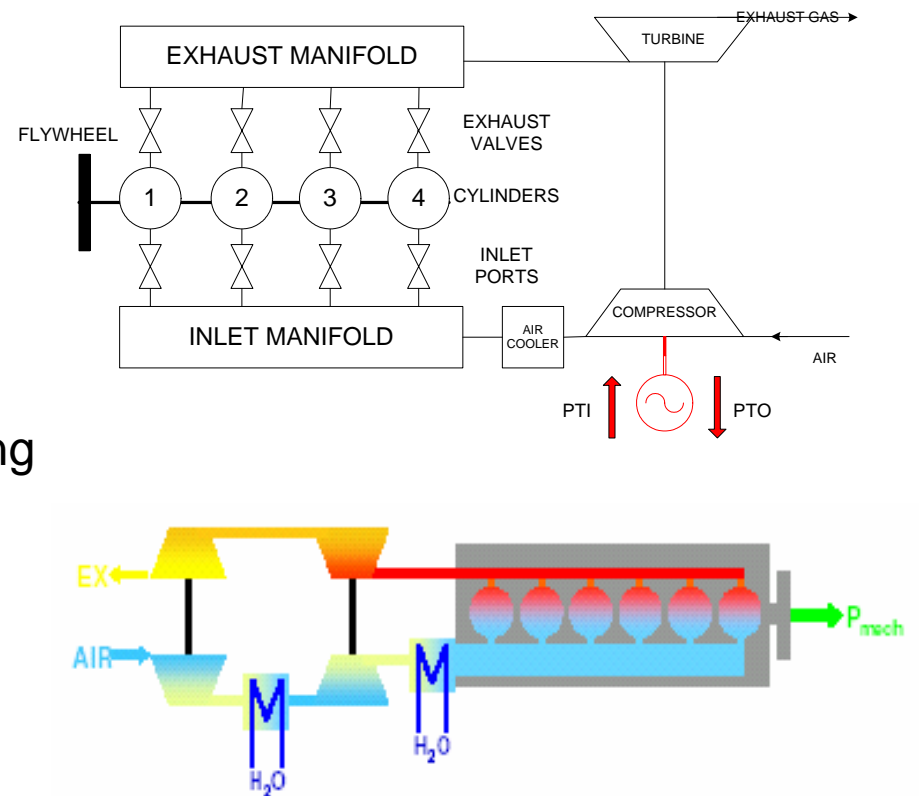 EXHAUST GAS
TURBINE
EXHAUST MANIFOLD
EXHAUST
VALVES
FLYWHEEL
1
2
3
4
CYLINDERS
INLET
PORTS
COMPRESSOR
INLET MANIFOLD
AIR
COOLER
AIR
PTI
PTO
ng
EX
AIR
Pmech
H2O
H2O